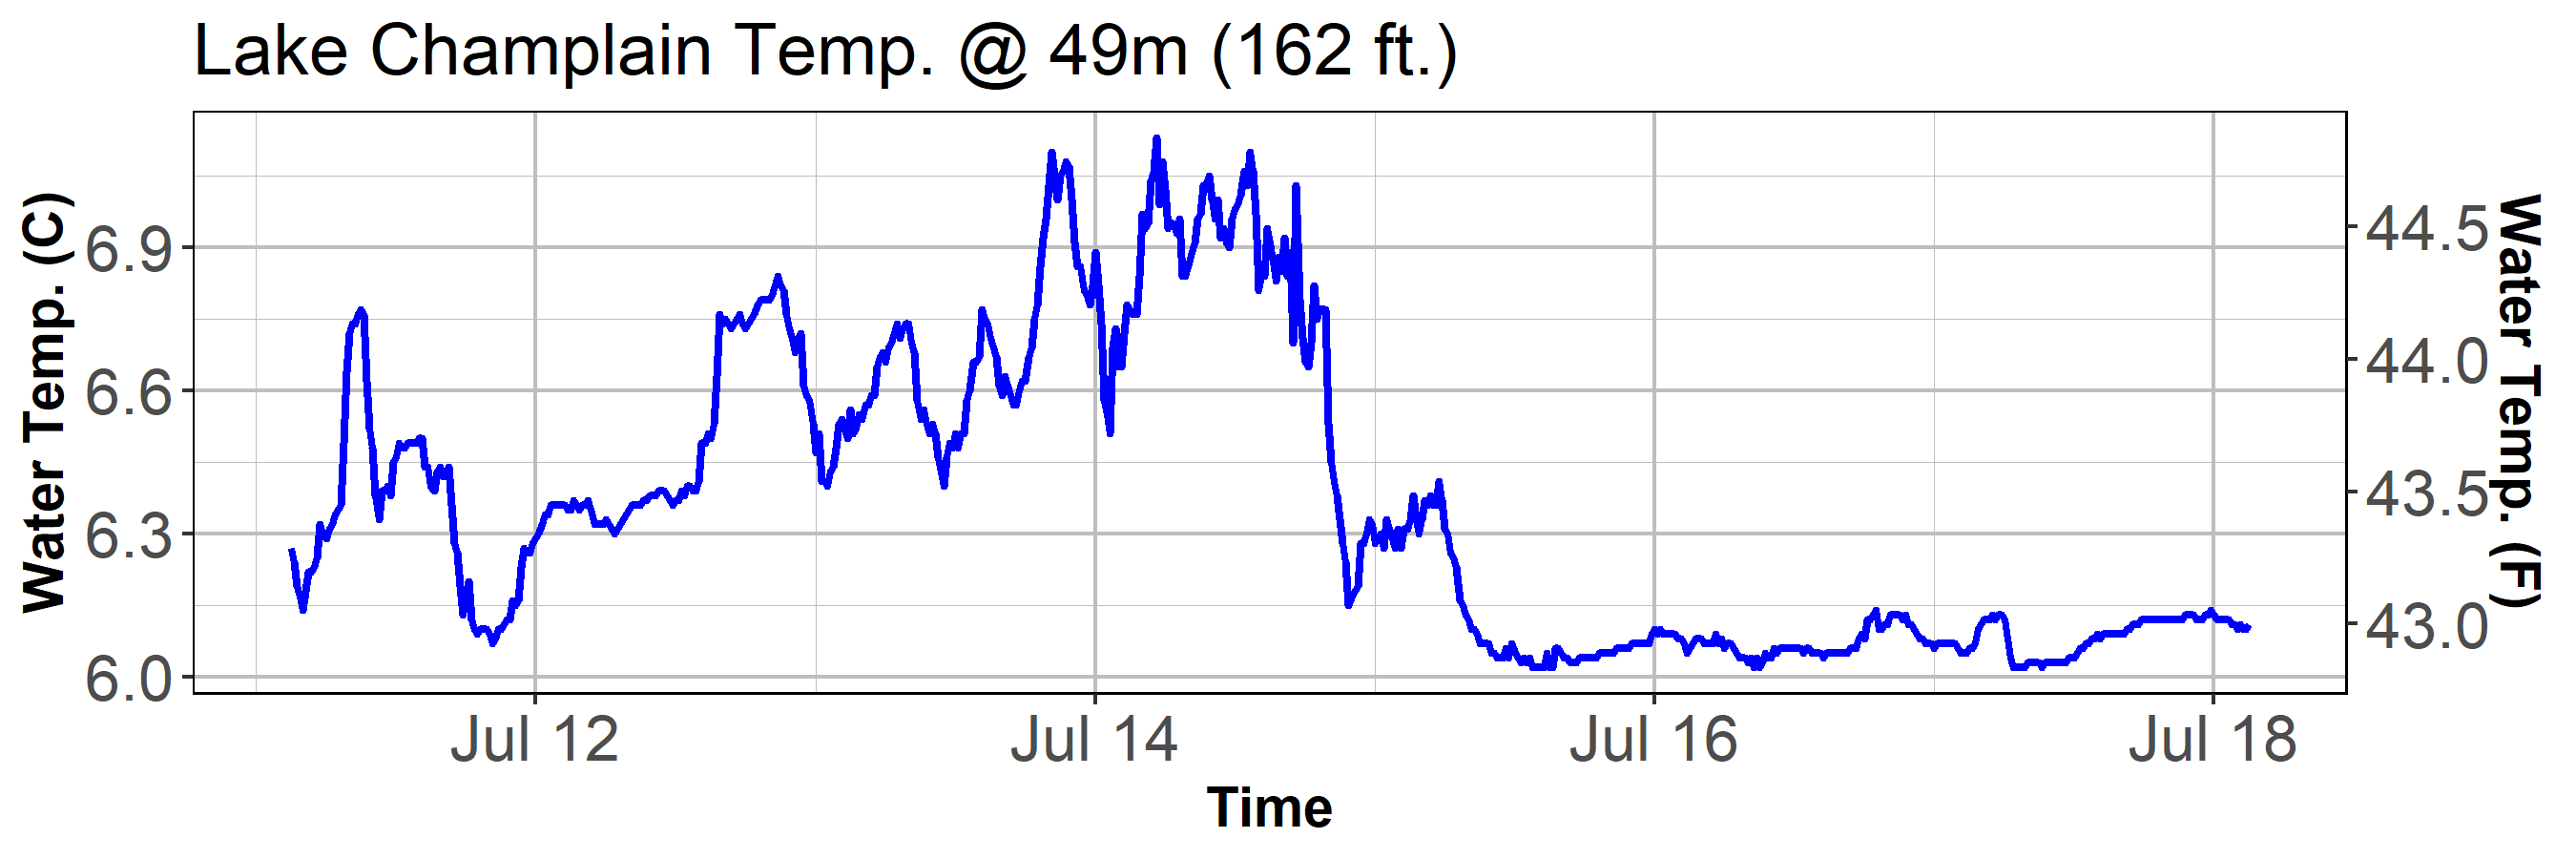 Lake Champlain Temp. @ 49m (162 ft.)
Water Temp. (C)
6.9
6.6
6.3
6.0
44.5
44.0
43.5
43.0
Water Temp. (F)
Jul 12
Jul 14
Jul 16
Jul 18
Time